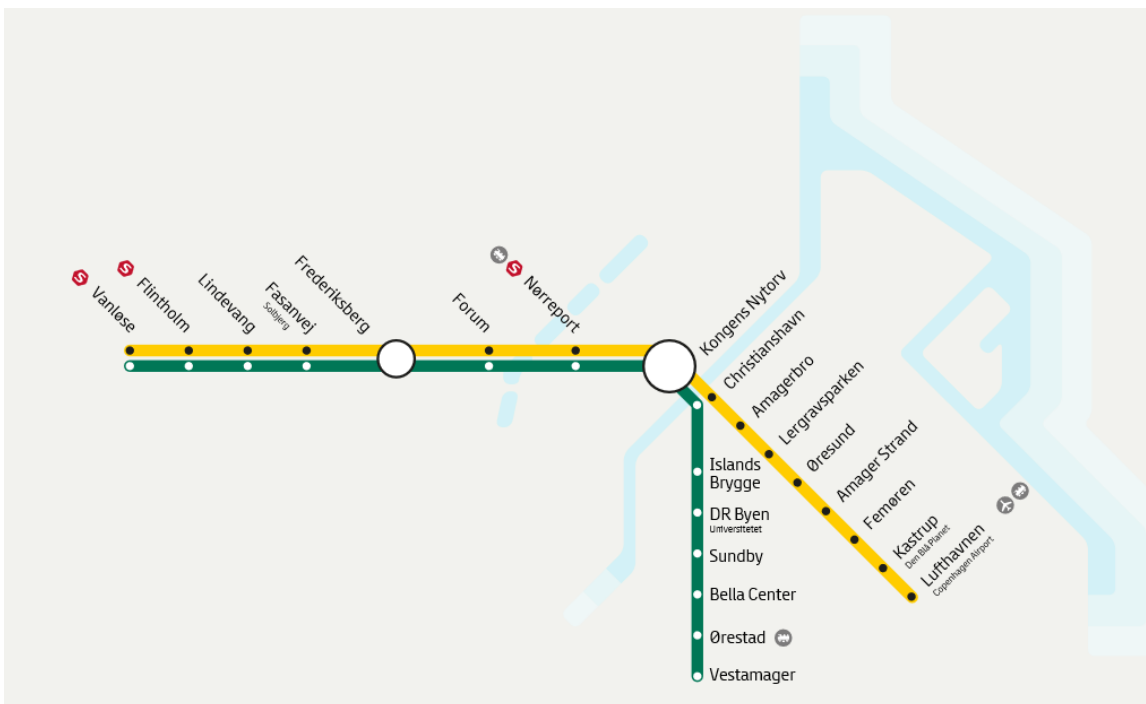 Vanløse
Flintholm
Lindevang
Fasanvej
Solbjerg
Frederiksberg
Forum
S
S
S
Nørreport
Kongens Nytorv
Christianshavn
Amagerbro
Lergravsparken
Øresund
Amager Strand
Femøren
Kastrup
Den Blå Planet
Lufthavnen
Copenhagen Airport
Islands
Brygge
DR Byen
Universitetet
Sundby
Bella Center
Ørestad
Vestamager